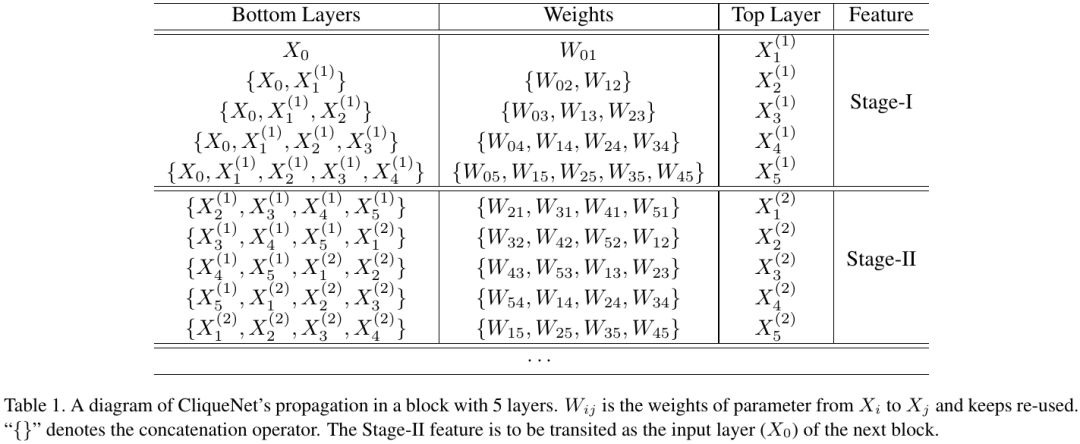 Bottom Layers Weights Top Layer Feature
X_0 W_{01} X_1^{(1)}
{X_0, X_1^{(1)}} {W_{02}, W_{12}} X_2^{(1)}
{X_0, X_1^{(1)}, X_2^{(1)}} {W_{03}, W_{13}, W_{23}} X_3^{(1)} Stage-I
{X_0, X_1^{(1)}, X_2^{(1)}, X_3^{(1)}} {W_{04}, W_{14}, W_{24}, W_{34}} X_4^{(1)}
{X_0, X_1^{(1)}, X_2^{(1)}, X_3^{(1)}, X_4^{(1)}} {W_{05}, W_{15}, W_{25}, W_{35}, W_{45}} X_5^{(1)}
{X_2^{(1)}, X_3^{(1)}, X_4^{(1)}, X_5^{(1)}} {W_{21}, W_{31}, W_{41}, W_{51}} X_1^{(2)}
{X_3^{(1)}, X_4^{(1)}, X_5^{(1)}, X_1^{(2)}} {W_{32}, W_{42}, W_{52}, W_{12}} X_2^{(2)}
{X_4^{(1)}, X_5^{(1)}, X_1^{(2)}, X_2^{(2)}} {W_{43}, W_{53}, W_{13}, W_{23}} X_3^{(2)} Stage-II
{X_5^{(1)}, X_1^{(2)}, X_2^{(2)}, X_3^{(2)}} {W_{54}, W_{14}, W_{24}, W_{34}} X_4^{(2)}
{X_1^{(2)}, X_2^{(2)}, X_3^{(2)}, X_4^{(2)}} {W_{15}, W_{25}, W_{35}, W_{45}} X_5^{(2)}
...
Table 1. A diagram of CliqueNet's propagation in a block with 5 layers. W_{ij} is the weights of parameter from X_i to X_j and keeps re-used.
"{}" denotes the concatenation operator. The Stage-II feature is to be transited as the input layer (X_0) of the next block.